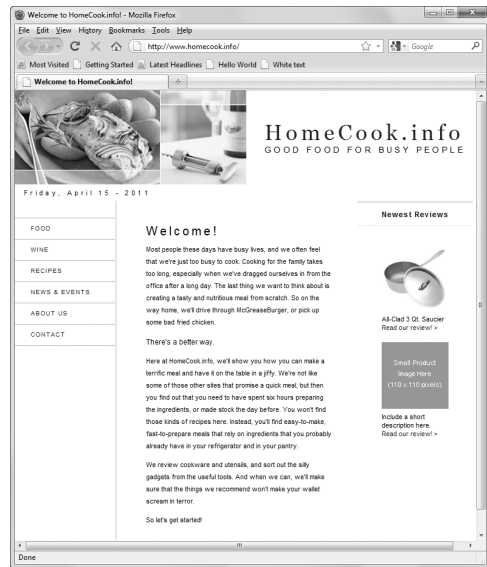 Welcome to HomeCook.info! - Mozilla Firefox
File Edit View History Bookmarks Tools Help
http://www.homecook.info/
Google
Most Visited Getting Started Latest Headlines Hello World White text
Welcome to HomeCook.info!
HomeCook.info
GOOD FOOD FOR BUSY PEOPLE
Friday, April 15 - 2011
FOOD
WINE
RECIPES
NEWS & EVENTS
ABOUT US
CONTACT
Welcome!
Most people these days have busy lives, and we often feel
that we're just too busy to cook. Cooking for the family takes
too long, especially when we've dragged ourselves in from the
office after a long day. The last thing we want to think about is
creating a tasty and nutritious meal from scratch. So on the
way home, we'll drive through McGreaseBurger, or pick up
some bad fried chicken.
There's a better way.
Here at HomeCook.info, we'll show you how you can make a
terrific meal and have it on the table in a jiffy. We're not like
some of those other sites that promise a quick meal, but then
you find out that you need to have spent six hours preparing
the ingredients, or made stock the day before. You won't find
those kinds of recipes here. Instead, you'll find easy-to-make,
fast-to-prepare meals that rely on ingredients that you probably
already have in your refrigerator and in your pantry.
We review cookware and utensils, and sort out the silly
gadgets from the useful tools. And when we can, we'll make
sure that the things we recommend won't make your wallet
scream in terror.
So let's get started!
Newest Reviews
All-Clad 3 Qt. Saucier
Read our review! >
Small Product
Image Here
(110 x 110 pixels)
Include a short
description here.
Read our review! >
Done